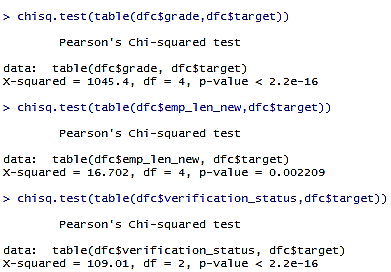 > chisq.test(table(dfc$grade,dfc$target))
Pearson's Chi-squared test
data:  table(dfc$grade, dfc$target)
X-squared = 1045.4, df = 4, p-value < 2.2e-16
> chisq.test(table(dfc$emp_len_new,dfc$target))
Pearson's Chi-squared test
data:  table(dfc$emp_len_new, dfc$target)
X-squared = 16.702, df = 4, p-value = 0.002209
> chisq.test(table(dfc$verification_status,dfc$target))
Pearson's Chi-squared test
data:  table(dfc$verification_status, dfc$target)
X-squared = 109.01, df = 2, p-value < 2.2e-16